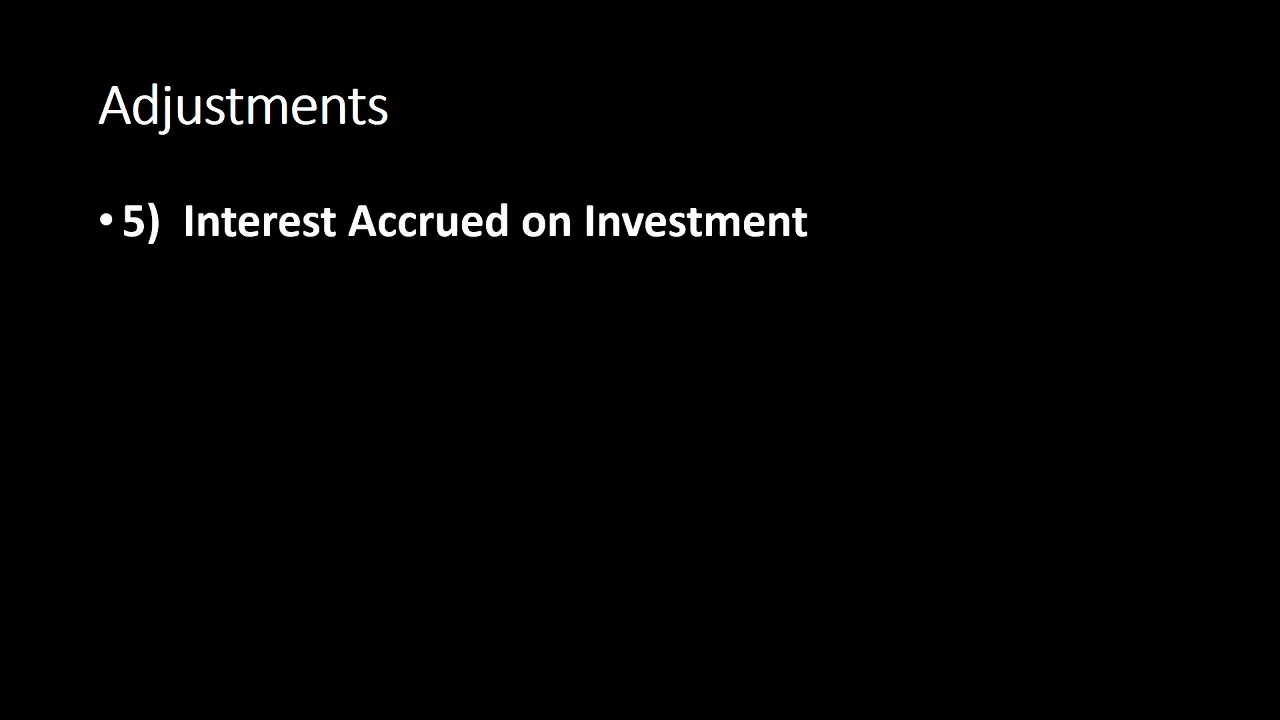 Adjustments
• 5)  Interest Accrued on Investment